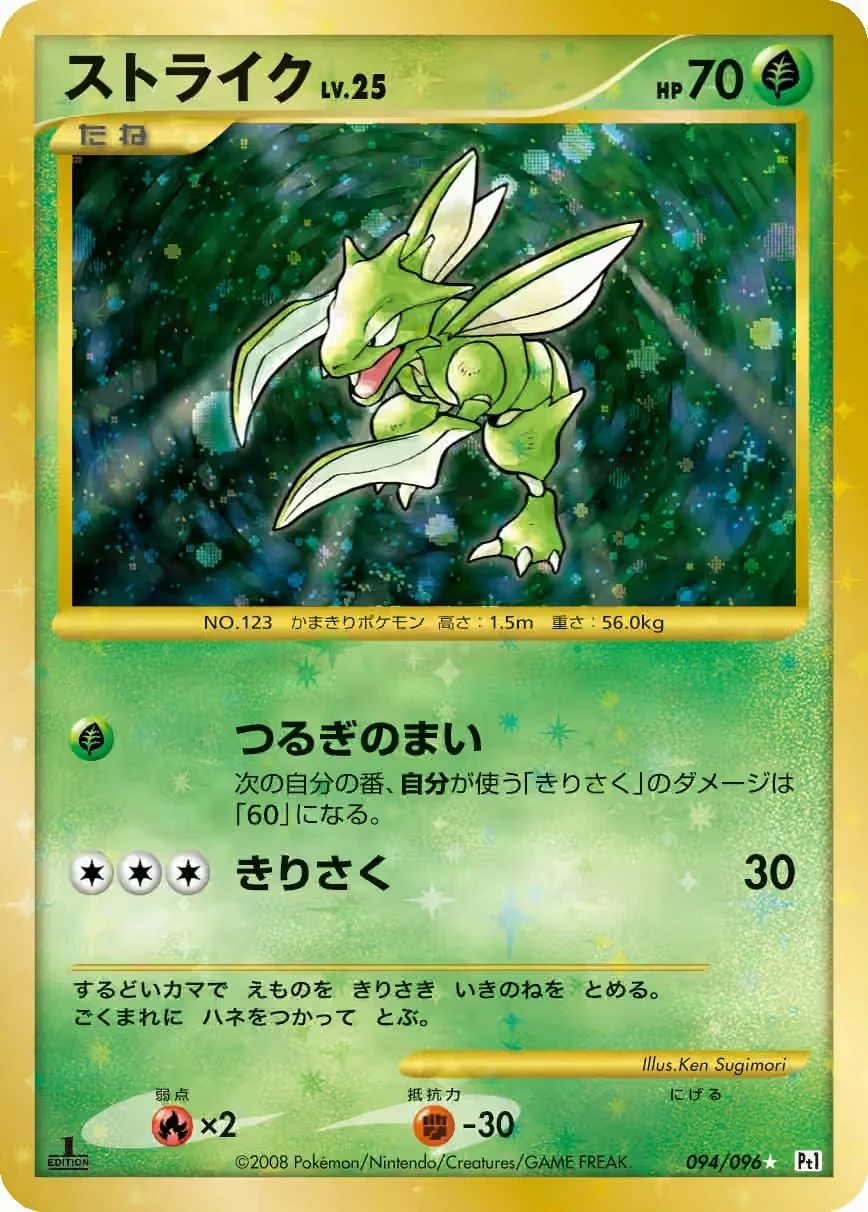 ストライク LV.25 HP 70
たね
NO.123 かまきりポケモン 高さ：1.5m 重さ：56.0kg
つるぎのまい
次の自分の番、自分が使う「きりさく」のダメージは
「60」になる。
きりさく 30
するどいカマで えものを きりさき いきのねを とめる。
ごくまれに ハネをつかって とぶ。
Illus.Ken Sugimori
弱点 抵抗力 にげる
×2 -30
1 EDITION ©2008 Pokémon/Nintendo/Creatures/GAME FREAK. 094/096★ Pt1